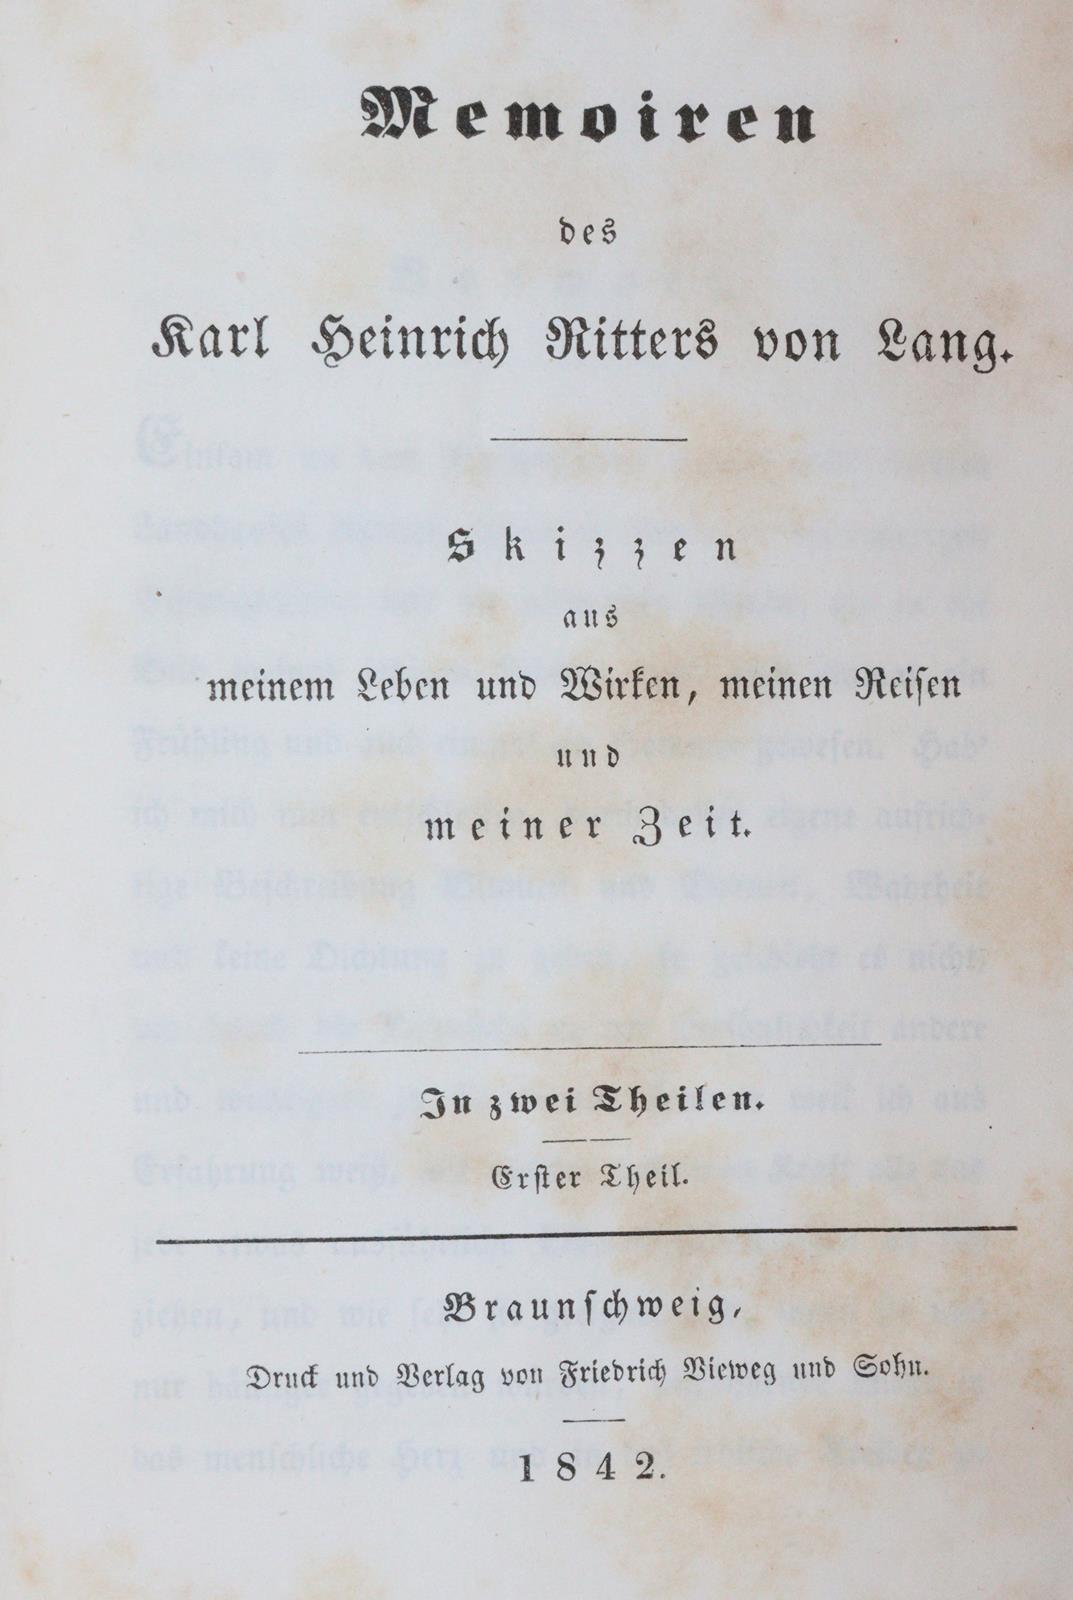 Memoiren
des
Karl Heinrich Ritters von Lang.
Skizzen
aus
meinem Leben und Wirken, meinen Reisen
und
meiner Zeit.
In zwei Theilen.
Erster Theil.
Braunschweig,
Druck und Verlag von Friedrich Vieweg und Sohn.
1842.